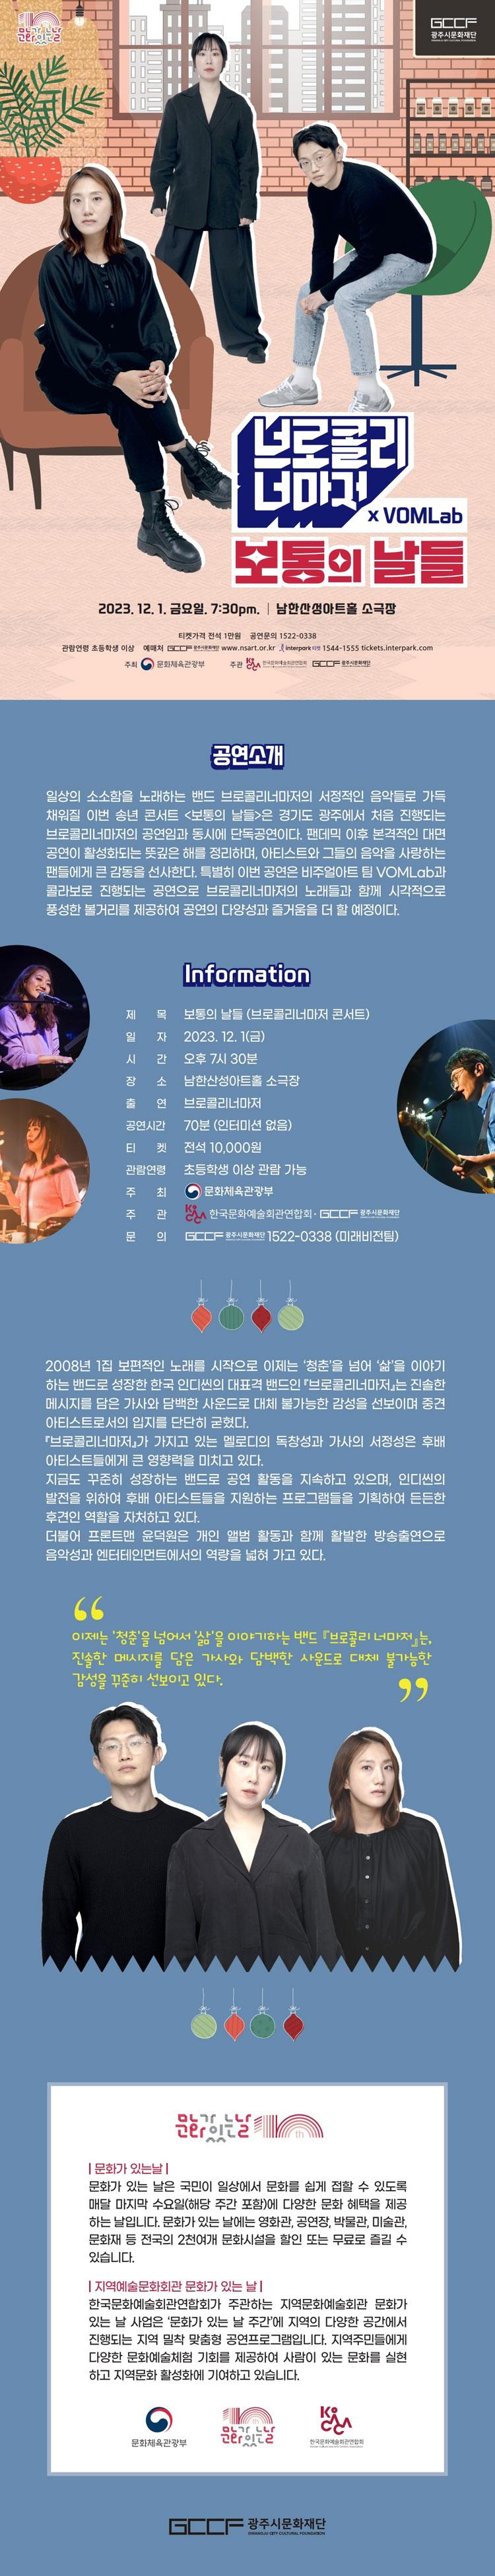 문화가 있는 날
GCCF
광주시문화재단
브로콜리
너마저
x VOMLab
보통의 날들
2023. 12. 1. 금요일. 7:30pm. | 남한산성아트홀 소극장
티켓가격 전석 1만원 공연문의 1522-0338
관람연령 초등학생 이상 예매처 GCCF 광주시문화재단 www.nsart.or.kr interpark 티켓 1544-1555 tickets.interpark.com
주최 문화체육관광부 주관 KoCACA 한국문화예술회관연합회 GCCF 광주시문화재단
공연소개
일상의 소소함을 노래하는 밴드 브로콜리너마저의 서정적인 음악들로 가득
채워질 이번 송년 콘서트 <보통의 날들>은 경기도 광주에서 처음 진행되는
브로콜리너마저의 공연임과 동시에 단독공연이다. 팬데믹 이후 본격적인 대면
공연이 활성화되는 뜻깊은 해를 정리하며, 아티스트와 그들의 음악을 사랑하는
팬들에게 큰 감동을 선사한다. 특별히 이번 공연은 비주얼아트 팀 VOMLab과
콜라보로 진행되는 공연으로 브로콜리너마저의 노래들과 함께 시각적으로
풍성한 볼거리를 제공하여 공연의 다양성과 즐거움을 더 할 예정이다.
Information
제 목 보통의 날들 (브로콜리너마저 콘서트)
일 자 2023. 12. 1(금)
시 간 오후 7시 30분
장 소 남한산성아트홀 소극장
출 연 브로콜리너마저
공연시간 70분 (인터미션 없음)
티 켓 전석 10,000원
관람연령 초등학생 이상 관람 가능
주 최 문화체육관광부
주 관 KoCACA 한국문화예술회관연합회 · GCCF 광주시문화재단
문 의 GCCF 광주시문화재단 1522-0338 (미래비전팀)
2008년 1집 보편적인 노래를 시작으로 이제는 ‘청춘’을 넘어 ‘삶’을 이야기
하는 밴드로 성장한 한국 인디씬의 대표격 밴드인 『브로콜리너마저』는 진솔한
메시지를 담은 가사와 담백한 사운드로 대체 불가능한 감성을 선보이며 중견
아티스트로서의 입지를 단단히 굳혔다.
『브로콜리너마저』가 가지고 있는 멜로디의 독창성과 가사의 서정성은 후배
아티스트들에게 큰 영향력을 미치고 있다.
지금도 꾸준히 성장하는 밴드로 공연 활동을 지속하고 있으며, 인디씬의
발전을 위하여 후배 아티스트들을 지원하는 프로그램들을 기획하여 든든한
후견인 역할을 자처하고 있다.
더불어 프론트맨 윤덕원은 개인 앨범 활동과 함께 활발한 방송출연으로
음악성과 엔터테인먼트에서의 역량을 넓혀 가고 있다.
“
이제는 ‘청춘’을 넘어서 ‘삶’을 이야기하는 밴드 『브로콜리 너마저』는,
진솔한 메시지를 담은 가사와 담백한 사운드로 대체 불가능한
감성을 꾸준히 선보이고 있다.
”
문화가 있는 날 10th
| 문화가 있는날 |
문화가 있는 날은 국민이 일상에서 문화를 쉽게 접할 수 있도록
매달 마지막 수요일(해당 주간 포함)에 다양한 문화 혜택을 제공
하는 날입니다. 문화가 있는 날에는 영화관, 공연장, 박물관, 미술관,
문화재 등 전국의 2천여개 문화시설을 할인 또는 무료로 즐길 수
있습니다.
| 지역예술문화회관 문화가 있는 날 |
한국문화예술회관연합회가 주관하는 지역문화예술회관 문화가
있는 날 사업은 ‘문화가 있는 날 주간’에 지역의 다양한 공간에서
진행되는 지역 밀착 맞춤형 공연프로그램입니다. 지역주민들에게
다양한 문화예술체험 기회를 제공하여 사람이 있는 문화를 실현
하고 지역문화 활성화에 기여하고 있습니다.
문화체육관광부
문화가 있는 날
KoCACA
한국문화예술회관연합회
GCCF 광주시문화재단
GWANGJU CITY CULTURAL FOUNDATION